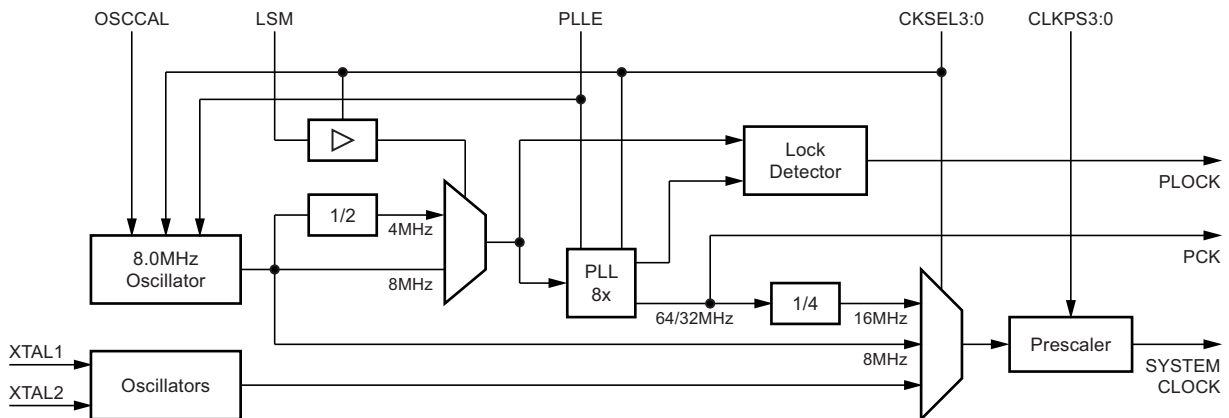 OSCCAL
LSM
PLLE
CKSEL3:0
CLKPS3:0
Lock
Detector
PLOCK
1/2
4MHz
8.0MHz
Oscillator
8MHz
PLL
8x
PCK
64/32MHz
1/4
16MHz
8MHz
Prescaler
SYSTEM
CLOCK
XTAL1
XTAL2
Oscillators